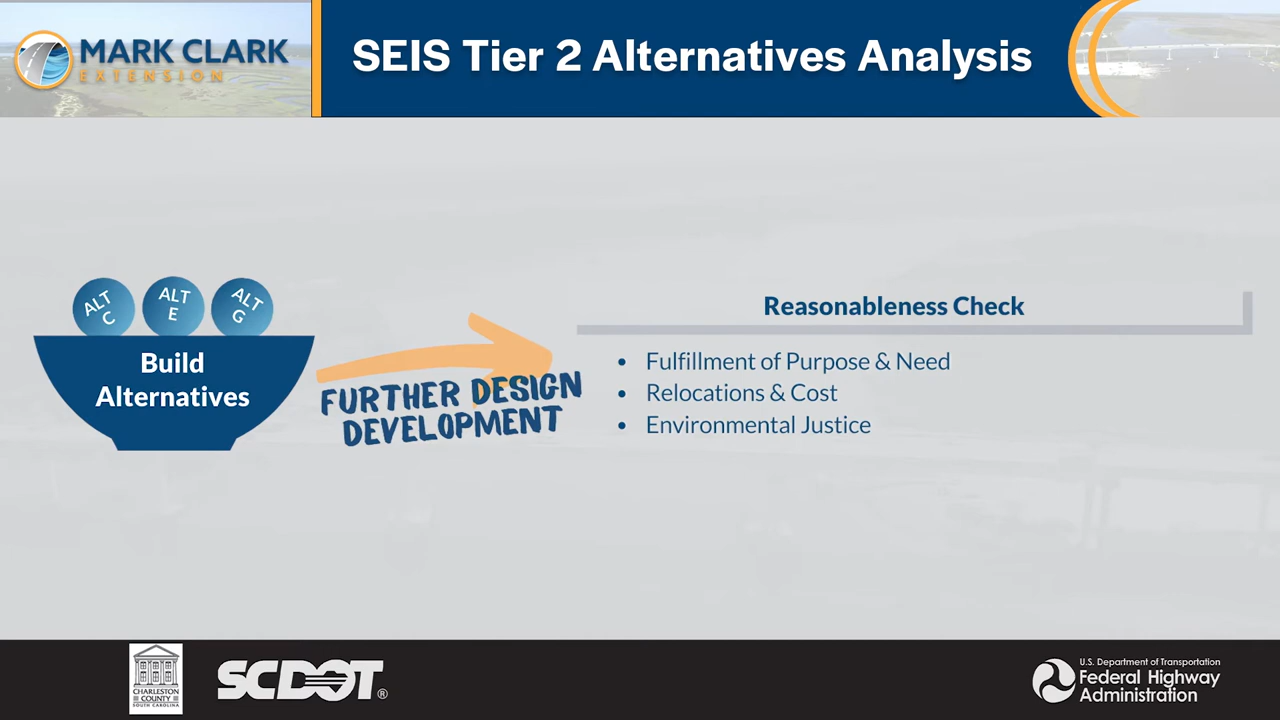 MARK CLARK
EXTENSION
SEIS Tier 2 Alternatives Analysis
ALT
C
ALT
E
ALT
G
Build
Alternatives
FURTHER DESIGN
DEVELOPMENT
Reasonableness Check
• Fulfillment of Purpose & Need
• Relocations & Cost
• Environmental Justice
CHARLESTON
COUNTY
SOUTH CAROLINA
SCDOT®
U.S. Department of Transportation
Federal Highway
Administration